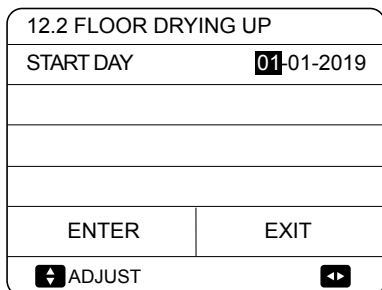 12.2 FLOOR DRYING UP
START DAY 01-01-2019
ENTER EXIT
ADJUST